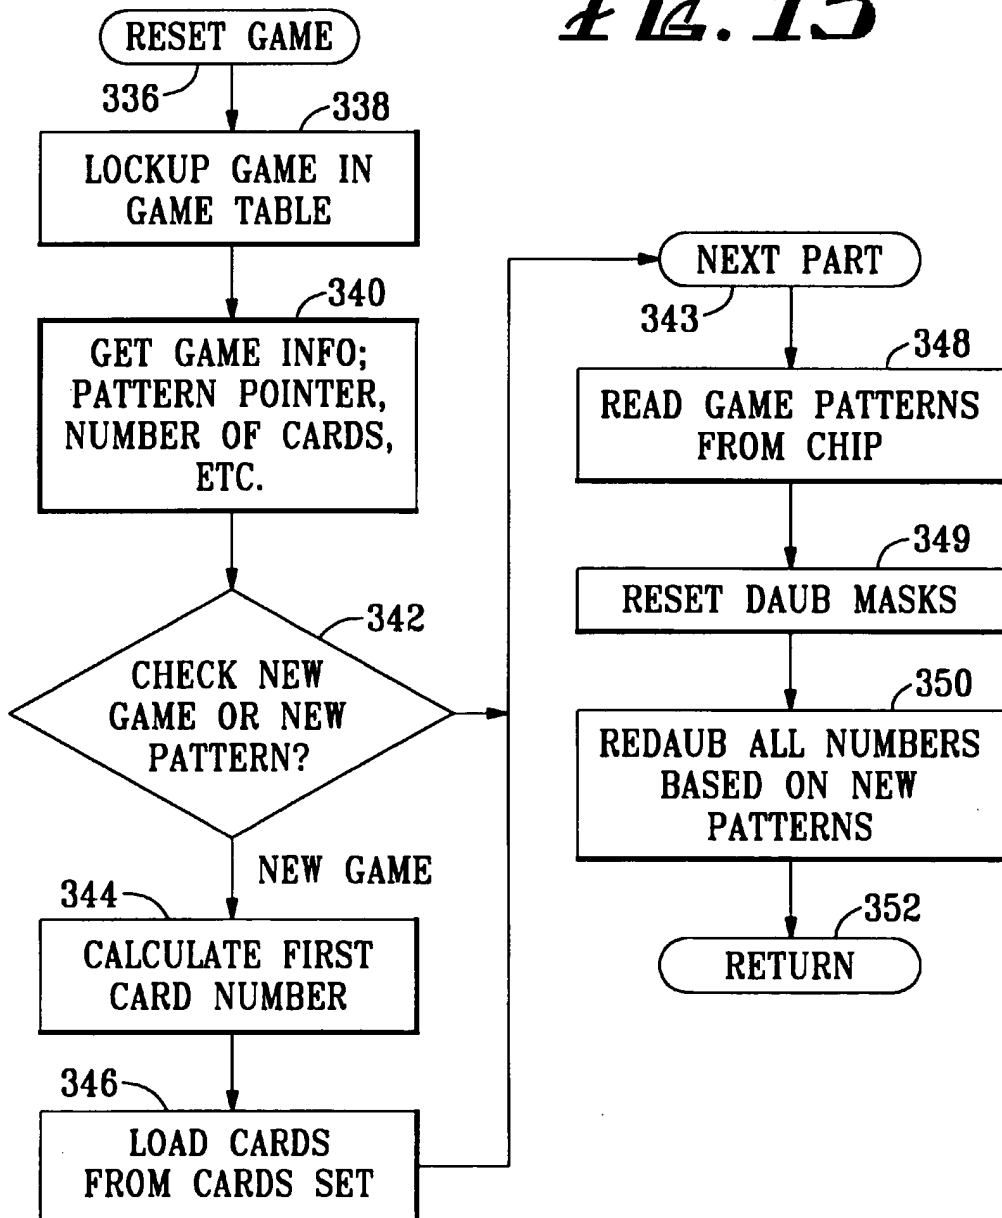 FIG. 13
RESET GAME
336
338
LOCKUP GAME IN
GAME TABLE
340
GET GAME INFO;
PATTERN POINTER,
NUMBER OF CARDS,
ETC.
342
CHECK NEW
GAME OR NEW
PATTERN?
NEW GAME
344
CALCULATE FIRST
CARD NUMBER
346
LOAD CARDS
FROM CARDS SET
NEXT PART
343
348
READ GAME PATTERNS
FROM CHIP
349
RESET DAUB MASKS
350
REDAUB ALL NUMBERS
BASED ON NEW
PATTERNS
352
RETURN